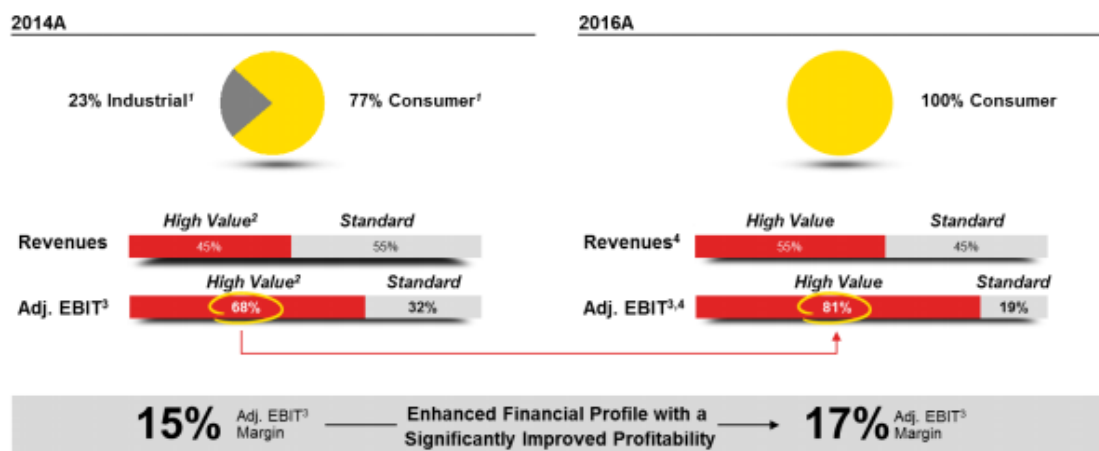 2014A
23% Industrial¹
77% Consumer¹
High Value²
Standard
Revenues
45%
55%
High Value²
Standard
Adj. EBIT³
68%
32%
2016A
100% Consumer
High Value
Standard
Revenues⁴
55%
45%
High Value
Standard
Adj. EBIT³,⁴
81%
19%
15%
Adj. EBIT³
Margin
Enhanced Financial Profile with a
Significantly Improved Profitability
17%
Adj. EBIT³
Margin